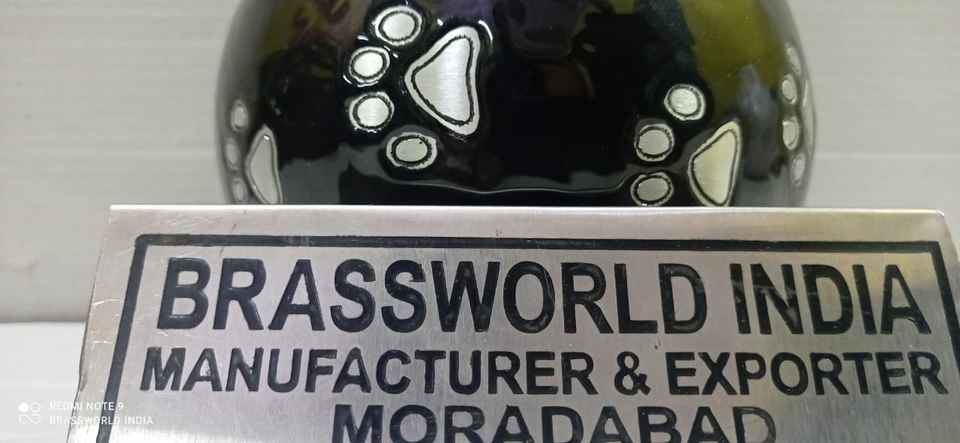 BRASSWORLD INDIA
MANUFACTURER & EXPORTER
MORADABAD
REDMI NOTE 9
BRASSWORLD INDIA